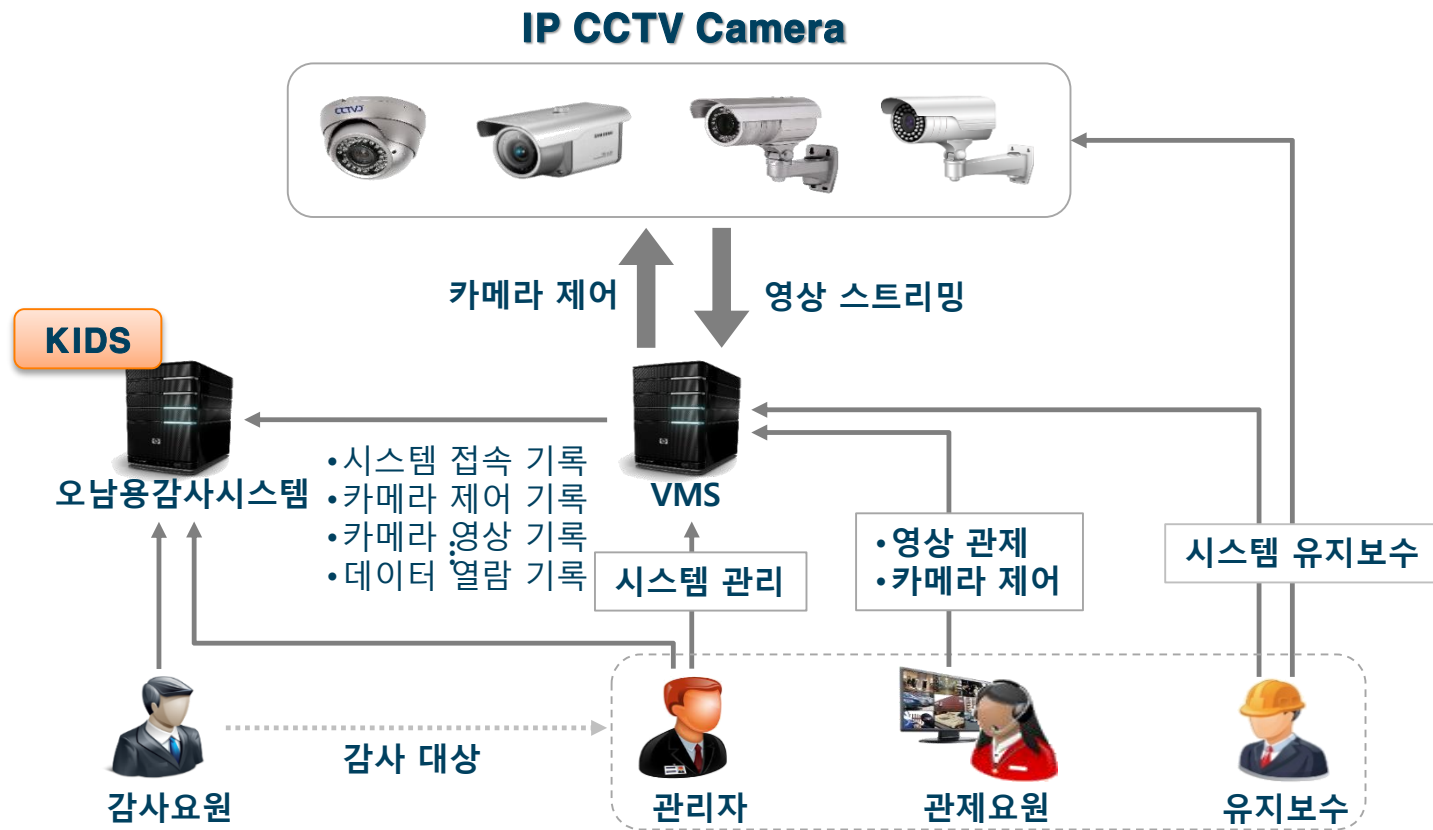 IP CCTV Camera
CCTV
SAMSUNG
카메라 제어
영상 스트리밍
KIDS
•시스템 접속 기록
•카메라 제어 기록
•카메라 영상 기록
•데이터 열람 기록
오남용감사시스템
VMS
•영상 관제
•카메라 제어
시스템 유지보수
시스템 관리
감사 대상
감사요원
관리자
관제요원
유지보수